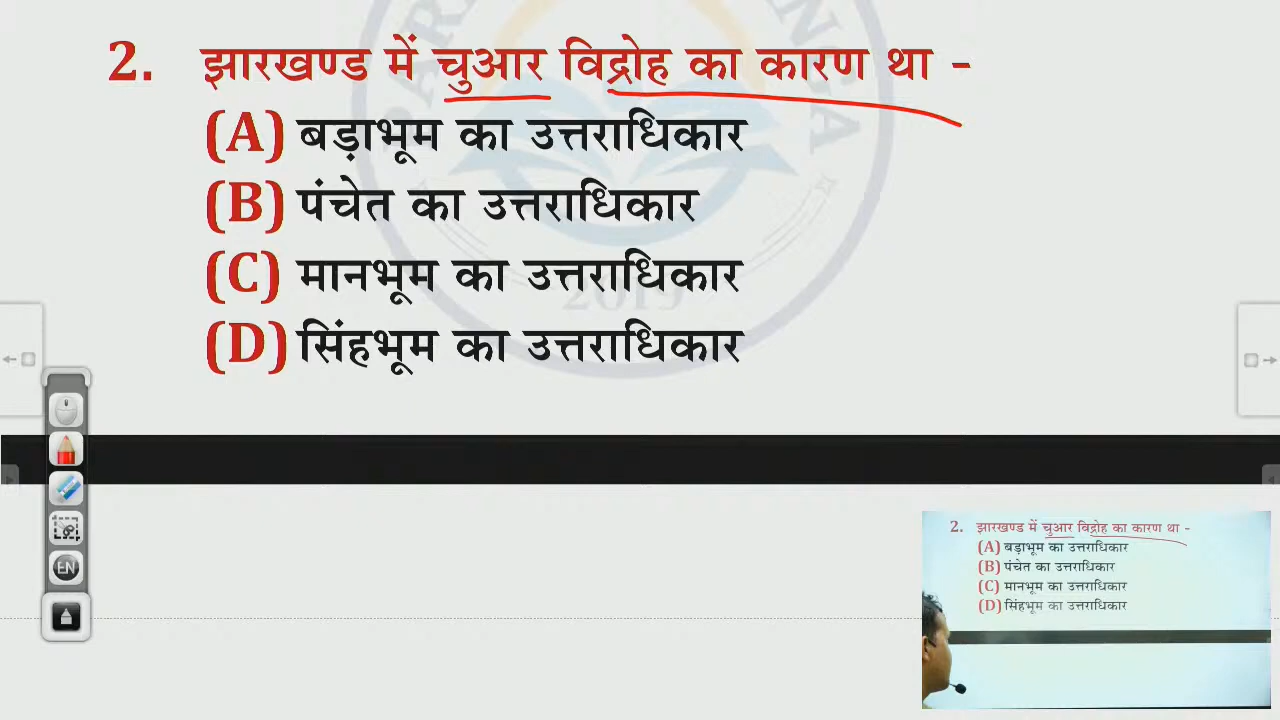 2. झारखण्ड में चुआर विद्रोह का कारण था -
(A) बड़ाभूम का उत्तराधिकार
(B) पंचेत का उत्तराधिकार
(C) मानभूम का उत्तराधिकार
(D) सिंहभूम का उत्तराधिकार
2019
EN
2. झारखण्ड में चुआर विद्रोह का कारण था -
(A) बड़ाभूम का उत्तराधिकार
(B) पंचेत का उत्तराधिकार
(C) मानभूम का उत्तराधिकार
(D) सिंहभूम का उत्तराधिकार